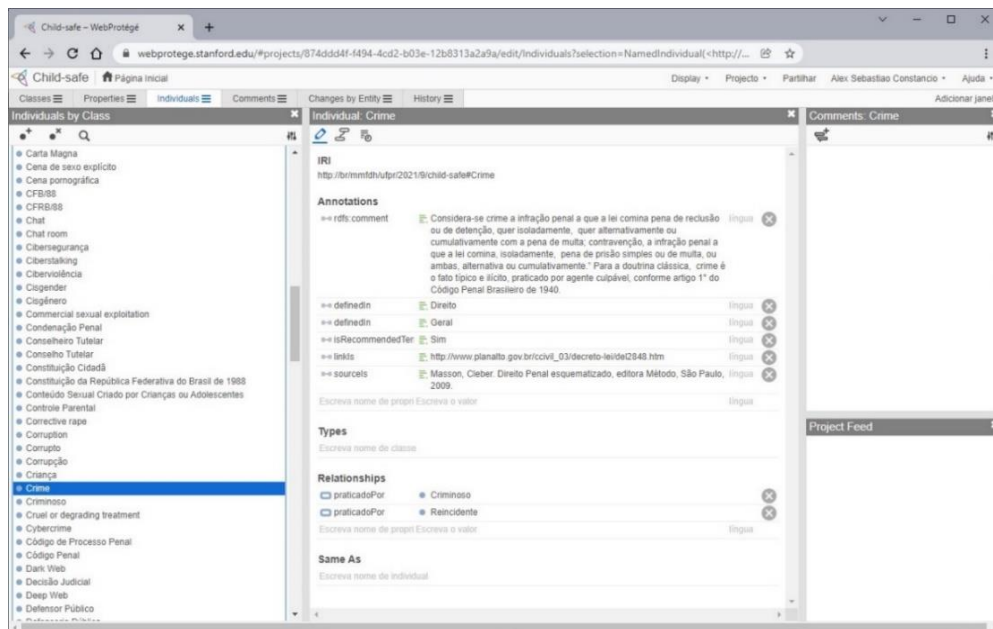 Child-safe – WebProtégé
webprotege.stanford.edu/#projects/874ddd4f-f494-4cd2-b03e-12b8313a2a9a/edit/Individuals?selection=NamedIndividual(<http://...
Child-safe Página Inicial Display Projecto Partilhar Alex Sebastiao Constancio Ajuda
Classes Properties Individuals Comments Changes by Entity History Adicionar janel
Individuals by Class
Carta Magna
Cena de sexo explícito
Cena pornográfica
CFB/88
CFRB/88
Chat
Chat room
Cibersegurança
Ciberstalking
Ciberviolência
Cisgender
Cisgênero
Commercial sexual exploitation
Condenação Penal
Conselheiro Tutelar
Conselho Tutelar
Constituição Cidadã
Constituição da República Federativa do Brasil de 1988
Conteúdo Sexual Criado por Crianças ou Adolescentes
Controle Parental
Corrective rape
Corruption
Corrupto
Corrupção
Criança
Crime
Criminoso
Cruel or degrading treatment
Cybercrime
Código de Processo Penal
Código Penal
Dark Web
Decisão Judicial
Deep Web
Defensor Público
Individual: Crime
IRI
http://br/mmfdh/ufpr/2021/9/child-safe#Crime
Annotations
rdfs:comment Considera-se crime a infração penal a que a lei comina pena de reclusão língua
ou de detenção, quer isoladamente, quer alternativamente ou
cumulativamente com a pena de multa; contravenção, a infração penal a
que a lei comina, isoladamente, pena de prisão simples ou de multa, ou
ambas, alternativa ou cumulativamente.” Para a doutrina clássica, crime é
o fato típico e ilícito, praticado por agente culpável, conforme artigo 1° do
Código Penal Brasileiro de 1940.
definedIn Direito língua
definedIn Geral língua
isRecommendedTer Sim língua
linkIs http://www.planalto.gov.br/ccivil_03/decreto-lei/del2848.htm língua
sourceIs Masson, Cleber. Direito Penal esquematizado, editora Método, São Paulo, língua
2009.
Escreva nome de propri Escreva o valor língua
Types
Escreva nome de classe
Relationships
praticadoPor Criminoso
praticadoPor Reincidente
Escreva nome de propri Escreva o valor língua
Same As
Escreva nome de individual
Comments: Crime
Project Feed